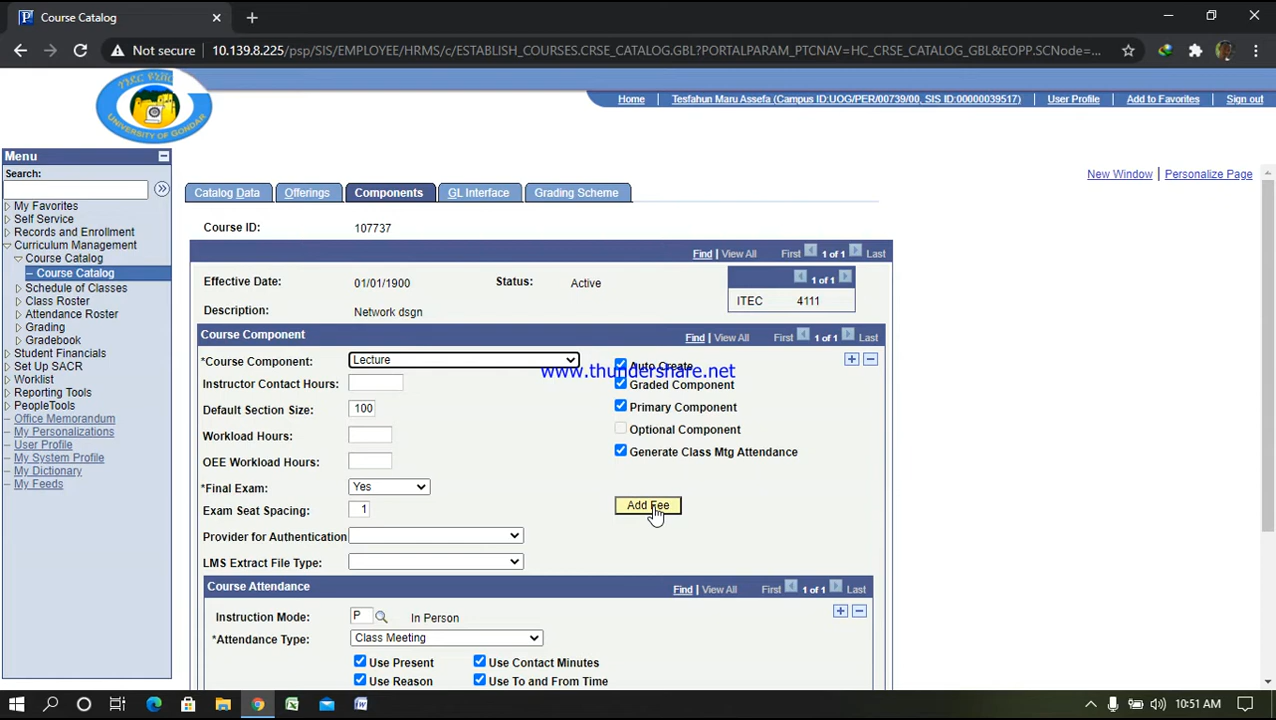 Course Catalog
Not secure 10.139.8.225/psp/SIS/EMPLOYEE/HRMS/c/ESTABLISH_COURSES.CRSE_CATALOG.GBL?PORTALPARAM_PTCNAV=HC_CRSE_CATALOG_GBL&EOPP.SCNode=...
UNIVERSITY OF GONDAR
Home Tesfahun Maru Assefa (Campus ID:UOG/PER/00739/00, SIS ID:00000039517) User Profile Add to Favorites Sign out
Menu
Search:
My Favorites
Self Service
Records and Enrollment
Curriculum Management
Course Catalog
Course Catalog
Schedule of Classes
Class Roster
Attendance Roster
Grading
Gradebook
Student Financials
Set Up SACR
Worklist
Reporting Tools
PeopleTools
Office Memorandum
My Personalizations
User Profile
My System Profile
My Dictionary
My Feeds
New Window | Personalize Page
Catalog Data Offerings Components GL Interface Grading Scheme
Course ID: 107737
Find | View All First 1 of 1 Last
Effective Date: 01/01/1900 Status: Active 1 of 1
ITEC 4111
Description: Network dsgn
Course Component Find | View All First 1 of 1 Last
*Course Component: Lecture Auto Create
www.thundershare.net
Instructor Contact Hours: Graded Component
Default Section Size: 100 Primary Component
Workload Hours: Optional Component
OEE Workload Hours: Generate Class Mtg Attendance
*Final Exam: Yes
Exam Seat Spacing: 1 Add Fee
Provider for Authentication
LMS Extract File Type:
Course Attendance Find | View All First 1 of 1 Last
Instruction Mode: P In Person
*Attendance Type: Class Meeting
Use Present Use Contact Minutes
Use Reason Use To and From Time
10:51 AM